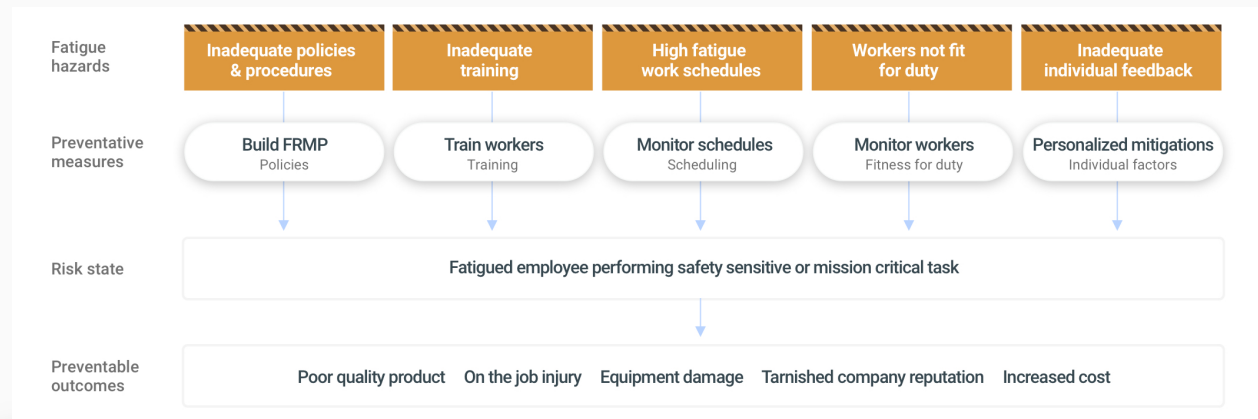 Fatigue
hazards
Inadequate policies
& procedures
Inadequate
training
High fatigue
work schedules
Workers not fit
for duty
Inadequate
individual feedback
Preventative
measures
Build FRMP
Policies
Train workers
Training
Monitor schedules
Scheduling
Monitor workers
Fitness for duty
Personalized mitigations
Individual factors
Risk state
Fatigued employee performing safety sensitive or mission critical task
Preventable
outcomes
Poor quality product On the job injury Equipment damage Tarnished company reputation Increased cost